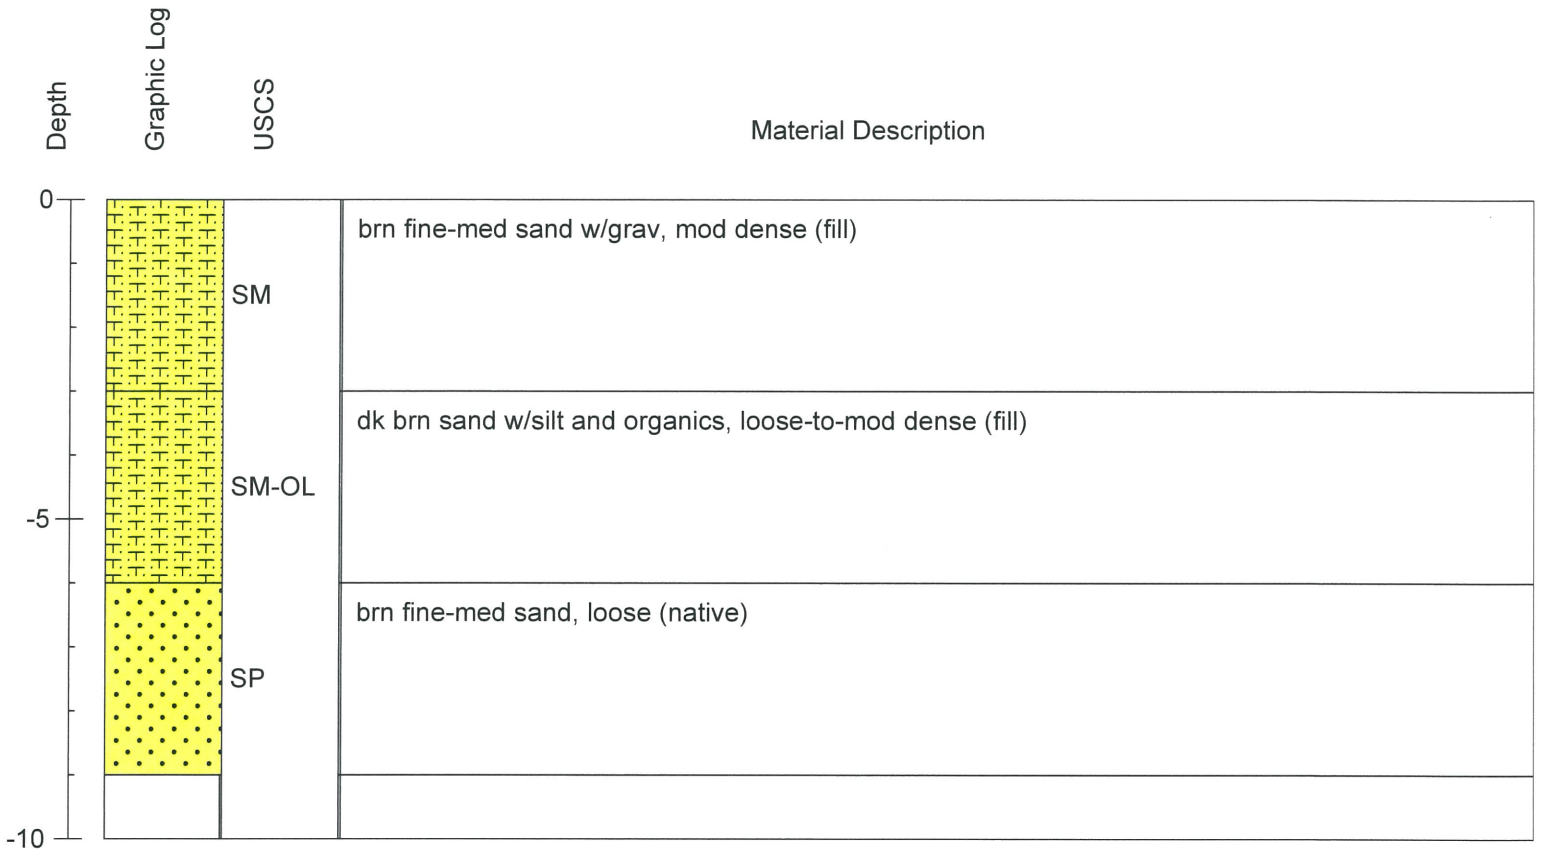 Depth
Graphic Log
USCS
Material Description
0
brn fine-med sand w/grav, mod dense (fill)
SM
dk brn sand w/silt and organics, loose-to-mod dense (fill)
SM-OL
-5
brn fine-med sand, loose (native)
SP
-10